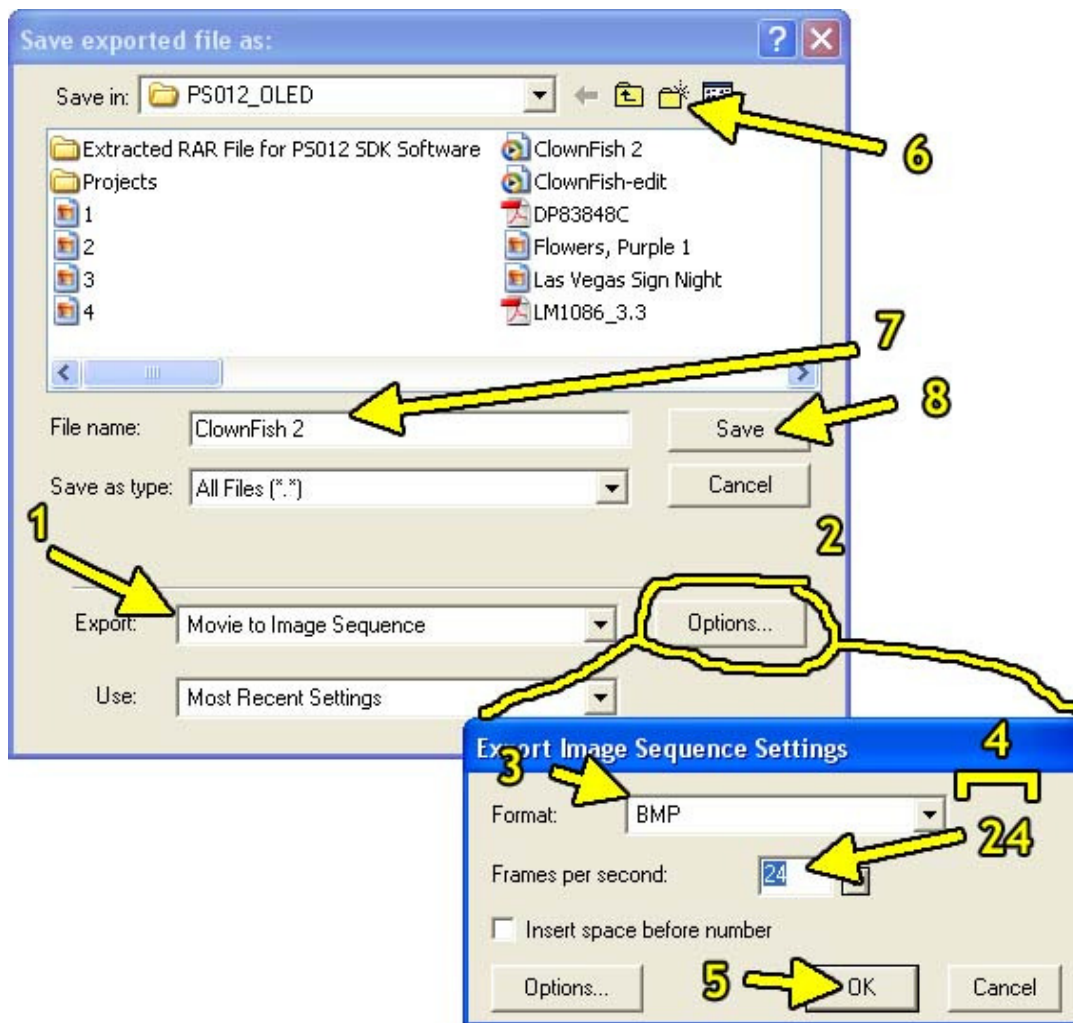 Save exported file as:
Save in: PS012_OLED
6
Extracted RAR File for PS012 SDK Software
Projects
1
2
3
4
ClownFish 2
ClownFish-edit
DP83848C
Flowers, Purple 1
Las Vegas Sign Night
LM1086_3.3
7
File name: ClownFish 2 Save
8
Save as type: All Files (*.*) Cancel
1
2
Export: Movie to Image Sequence Options...
Use: Most Recent Settings
Export Image Sequence Settings
3
4
Format: BMP
24
Frames per second: 24
Insert space before number
Options... 5 OK Cancel